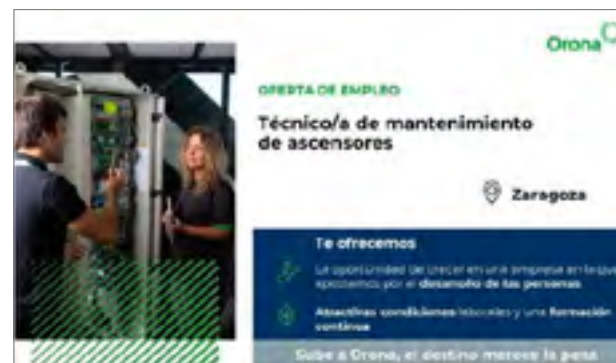 Orona
OFERTA DE EMPLEO
Técnico/a de mantenimiento
de ascensores
Zaragoza
Te ofrecemos
La oportunidad de crecer en una empresa en la que
apostamos por el desarrollo de las personas
Atractivas condiciones laborales y una formación
continua
Sube a Orona, el destino merece la pena